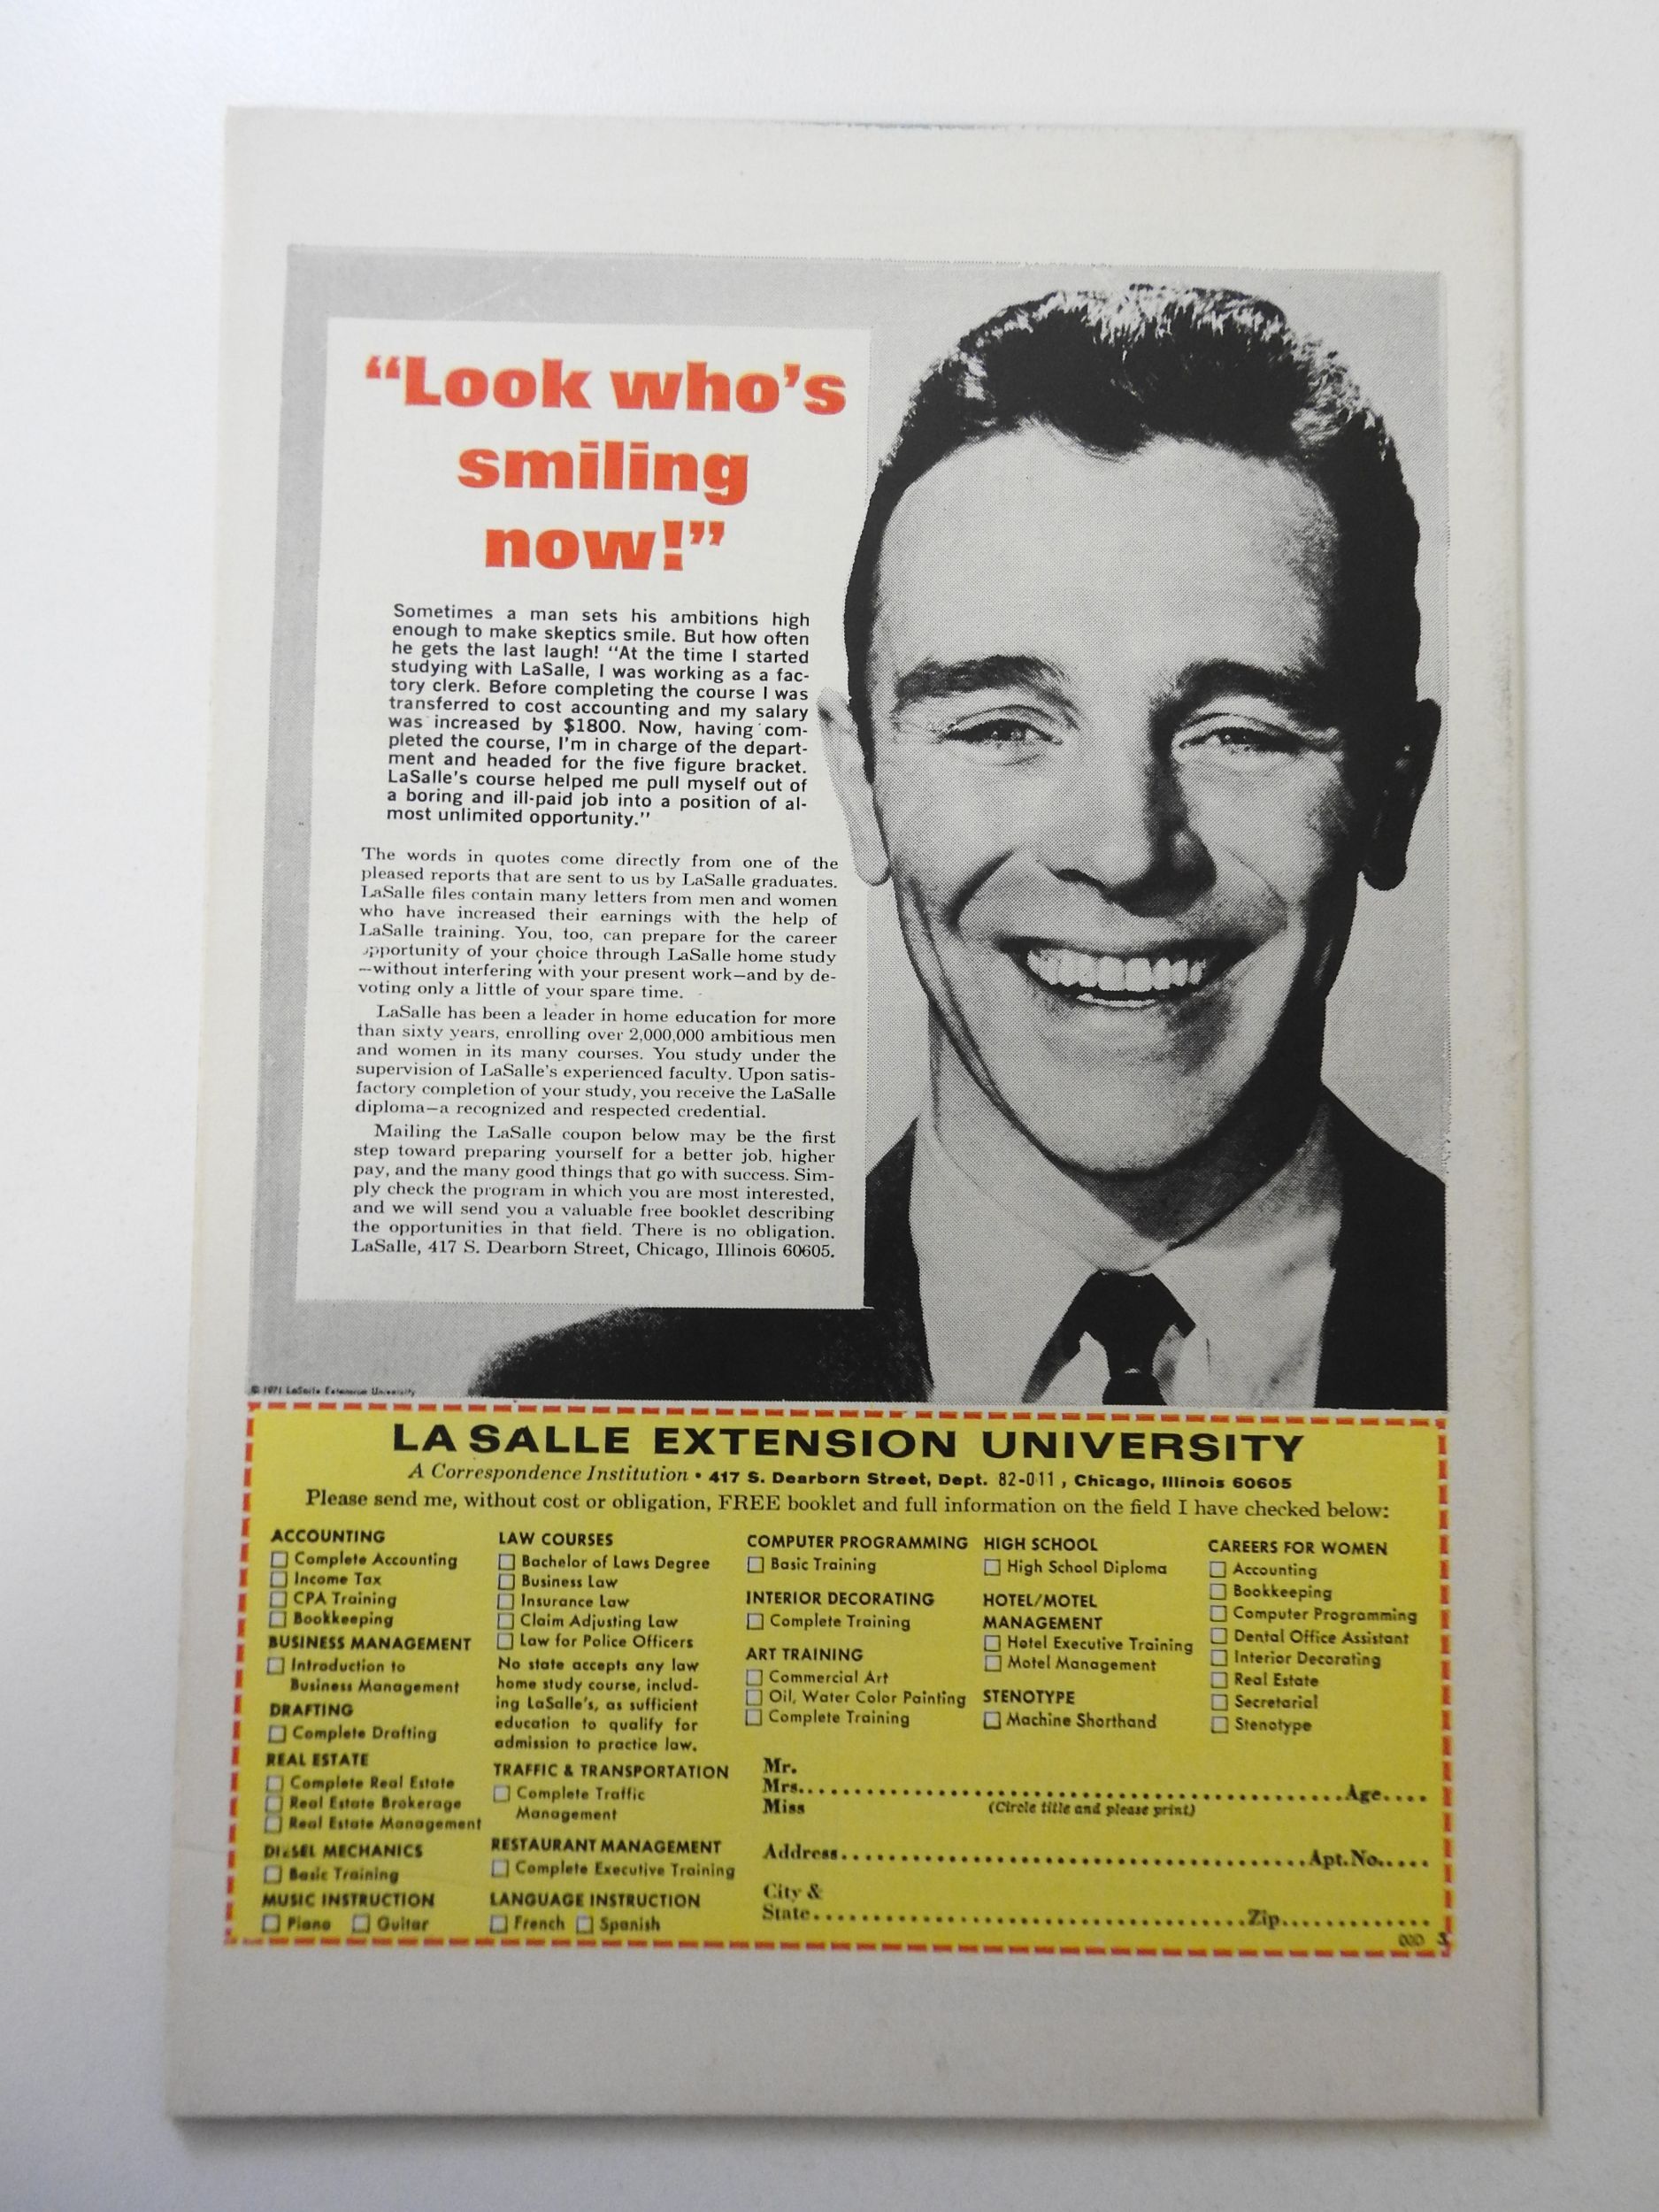 “Look who’s
smiling
now!”
Sometimes a man sets his ambitions high
enough to make skeptics smile. But how often
he gets the last laugh! “At the time I started
studying with LaSalle, I was working as a fac-
tory clerk. Before completing the course I was
transferred to cost accounting and my salary
was increased by $1800. Now, having com-
pleted the course, I’m in charge of the depart-
ment and headed for the five figure bracket.
LaSalle’s course helped me pull myself out of
a boring and ill-paid job into a position of al-
most unlimited opportunity.”
The words in quotes come directly from one of the
pleased reports that are sent to us by LaSalle graduates.
LaSalle files contain many letters from men and women
who have increased their earnings with the help of
LaSalle training. You, too, can prepare for the career
opportunity of your choice through LaSalle home study
—without interfering with your present work—and by de-
voting only a little of your spare time.
LaSalle has been a leader in home education for more
than sixty years, enrolling over 2,000,000 ambitious men
and women in its many courses. You study under the
supervision of LaSalle’s experienced faculty. Upon satis-
factory completion of your study, you receive the LaSalle
diploma—a recognized and respected credential.
Mailing the LaSalle coupon below may be the first
step toward preparing yourself for a better job, higher
pay, and the many good things that go with success. Sim-
ply check the program in which you are most interested,
and we will send you a valuable free booklet describing
the opportunities in that field. There is no obligation.
LaSalle, 417 S. Dearborn Street, Chicago, Illinois 60605.
© 1971 LaSalle Extension University
LA SALLE EXTENSION UNIVERSITY
A Correspondence Institution • 417 S. Dearborn Street, Dept. 82-011, Chicago, Illinois 60605
Please send me, without cost or obligation, FREE booklet and full information on the field I have checked below:
ACCOUNTING
Complete Accounting
Income Tax
CPA Training
Bookkeeping
BUSINESS MANAGEMENT
Introduction to
Business Management
DRAFTING
Complete Drafting
REAL ESTATE
Complete Real Estate
Real Estate Brokerage
Real Estate Management
DIESEL MECHANICS
Basic Training
MUSIC INSTRUCTION
Piano Guitar
LAW COURSES
Bachelor of Laws Degree
Business Law
Insurance Law
Claim Adjusting Law
Law for Police Officers
No state accepts any law
home study course, includ-
ing LaSalle’s, as sufficient
education to qualify for
admission to practice law.
TRAFFIC & TRANSPORTATION
Complete Traffic
Management
RESTAURANT MANAGEMENT
Complete Executive Training
LANGUAGE INSTRUCTION
French Spanish
COMPUTER PROGRAMMING
Basic Training
INTERIOR DECORATING
Complete Training
ART TRAINING
Commercial Art
Oil, Water Color Painting
Complete Training
HIGH SCHOOL
High School Diploma
HOTEL/MOTEL
MANAGEMENT
Hotel Executive Training
Motel Management
STENOTYPE
Machine Shorthand
CAREERS FOR WOMEN
Accounting
Bookkeeping
Computer Programming
Dental Office Assistant
Interior Decorating
Real Estate
Secretarial
Stenotype
Mr.
Mrs. Age
Miss (Circle title and please print)
Address Apt. No.
City &
State Zip